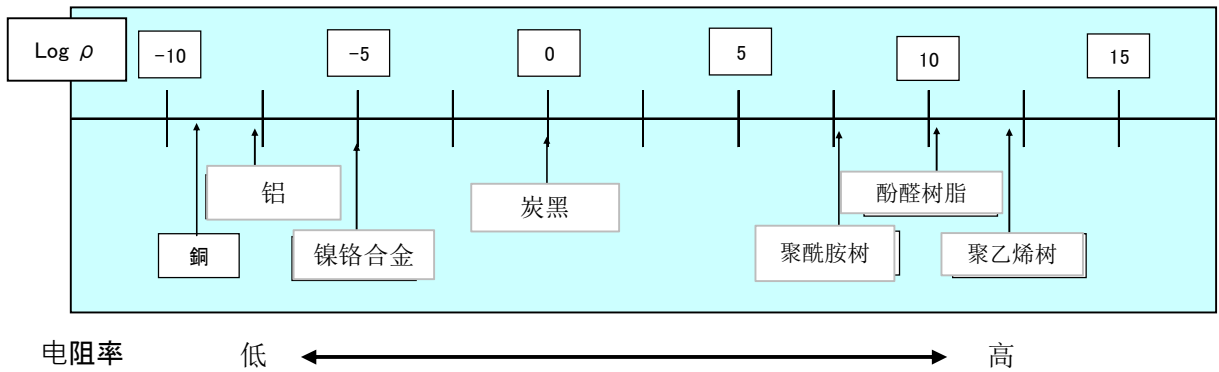 Log ρ
-10
-5
0
5
10
15
铝
炭黑
酚醛树脂
銅
镍铬合金
聚酰胺树
聚乙烯树
电阻率 低 高